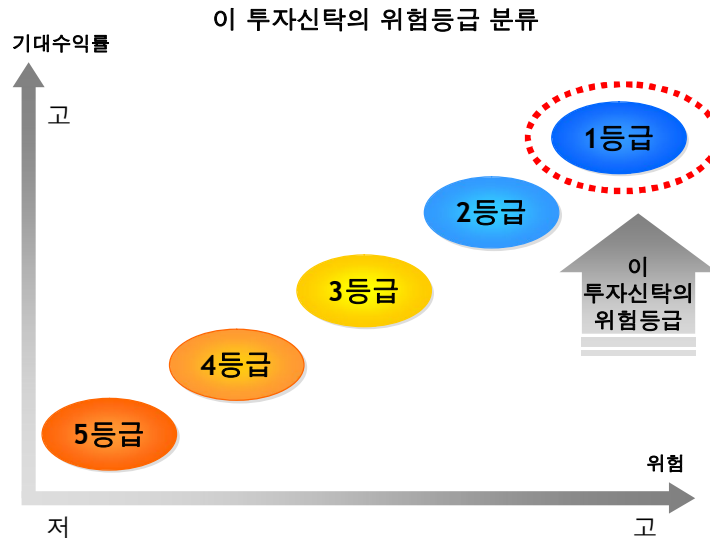 이 투자신탁의 위험등급 분류
기대수익률
고
1등급
2등급
3등급
4등급
5등급
이
투자신탁의
위험등급
위험
저
고